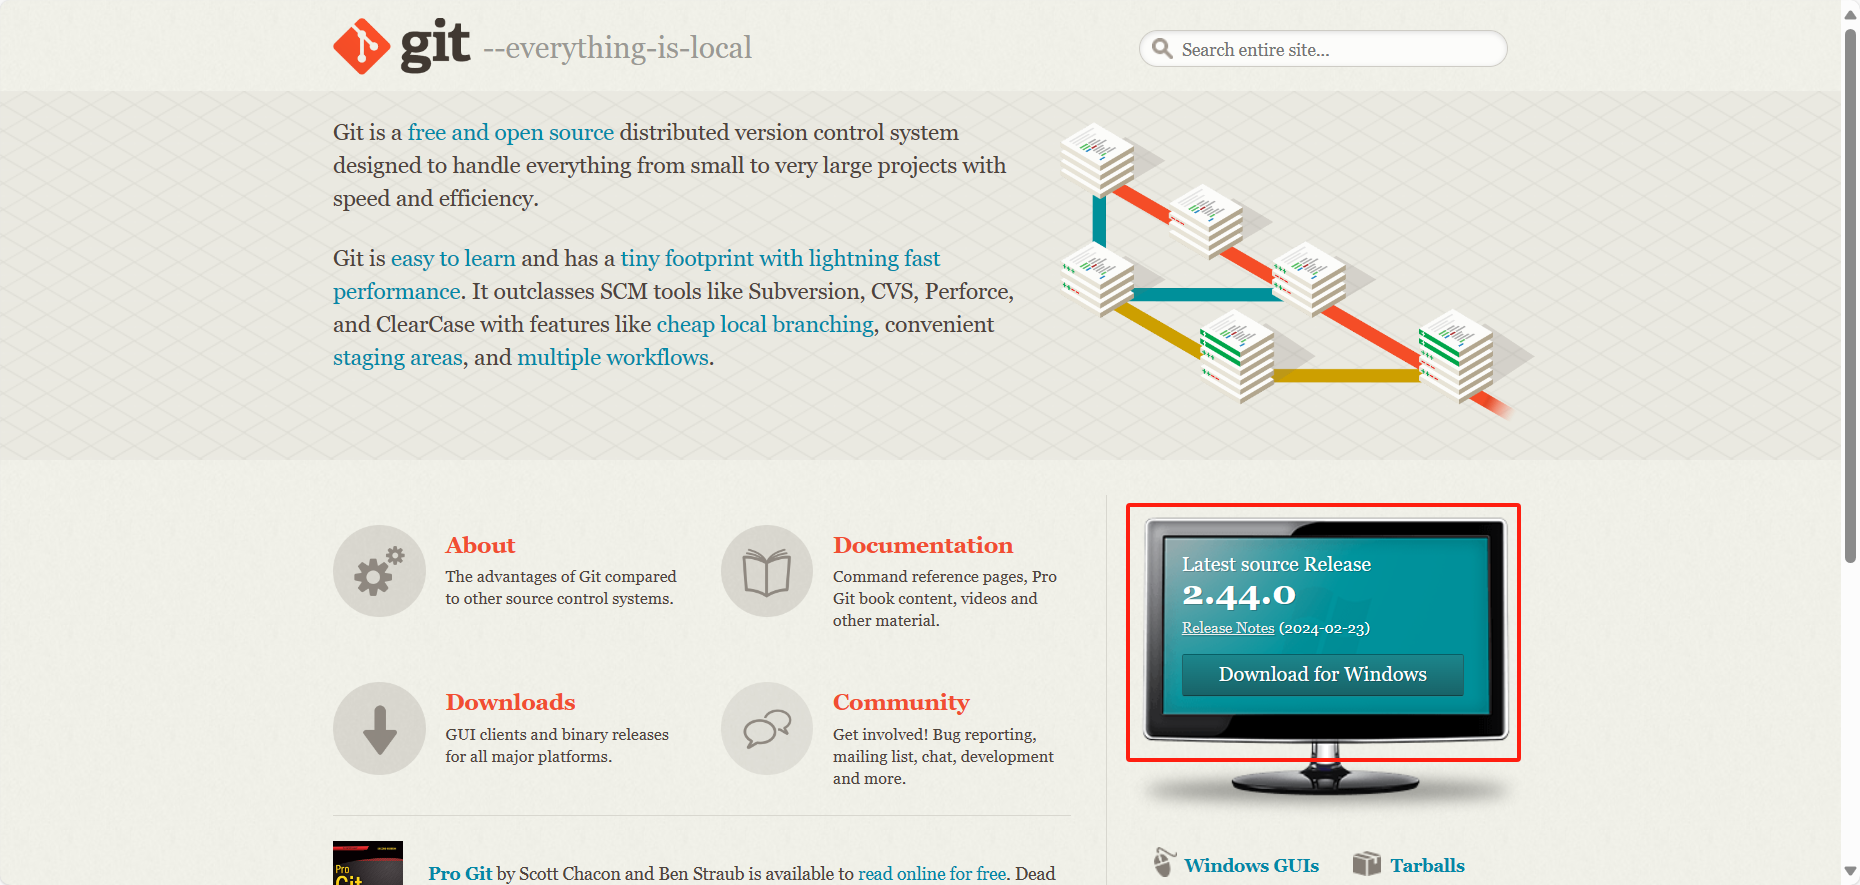 git --everything-is-local
Search entire site...
Git is a free and open source distributed version control system
designed to handle everything from small to very large projects with
speed and efficiency.
Git is easy to learn and has a tiny footprint with lightning fast
performance. It outclasses SCM tools like Subversion, CVS, Perforce,
and ClearCase with features like cheap local branching, convenient
staging areas, and multiple workflows.
About
The advantages of Git compared
to other source control systems.
Documentation
Command reference pages, Pro
Git book content, videos and
other material.
Downloads
GUI clients and binary releases
for all major platforms.
Community
Get involved! Bug reporting,
mailing list, chat, development
and more.
Latest source Release
2.44.0
Release Notes (2024-02-23)
Download for Windows
Pro
Git
Pro Git by Scott Chacon and Ben Straub is available to read online for free. Dead
Windows GUIs
Tarballs